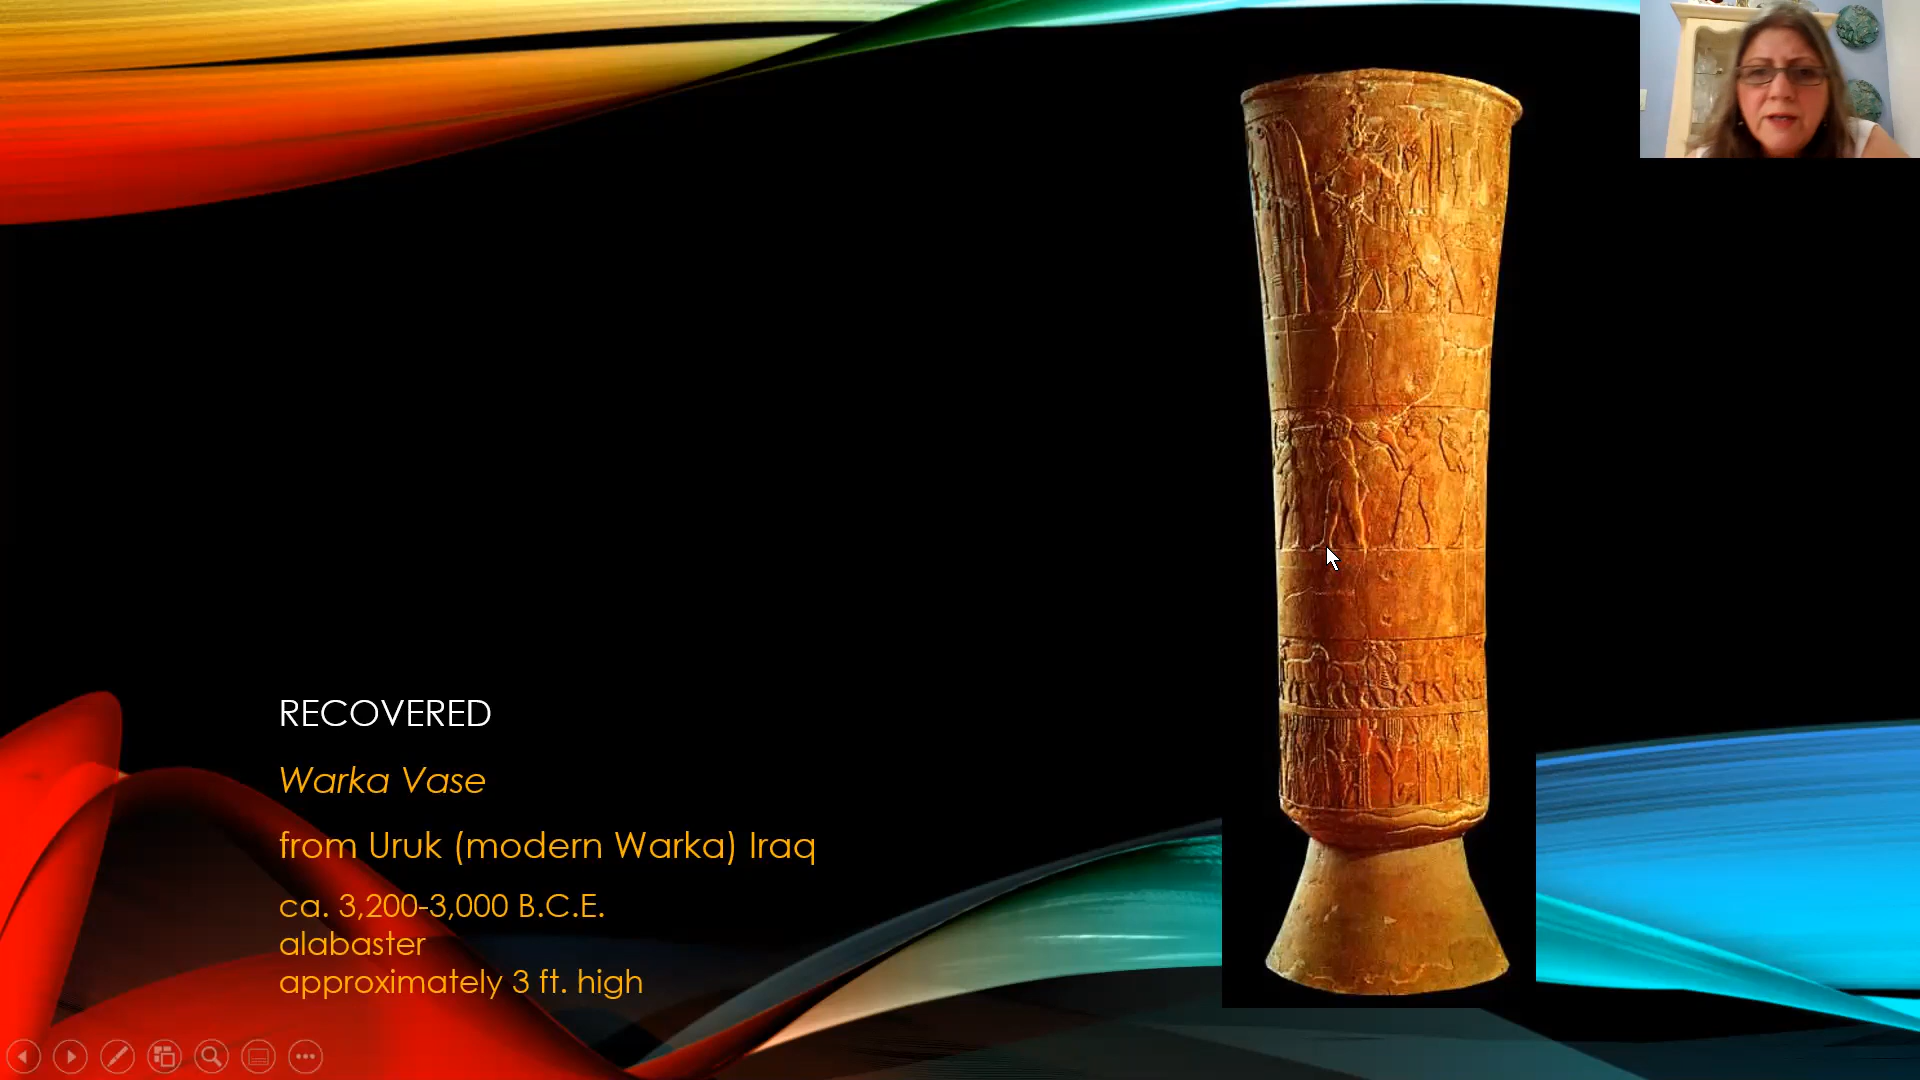 RECOVERED
Warka Vase
from Uruk (modern Warka) Iraq
ca. 3,200-3,000 B.C.E.
alabaster
approximately 3 ft. high